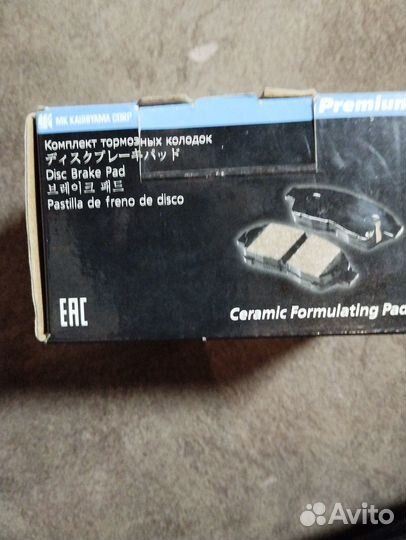 MK KASHIYAMA CORP
Premium
Комплект тормозных колодок
ディスクブレーキパッド
Disc Brake Pad
브레이크 패드
Pastilla de freno de disco
EAC
Ceramic Formulating Pad
Avito